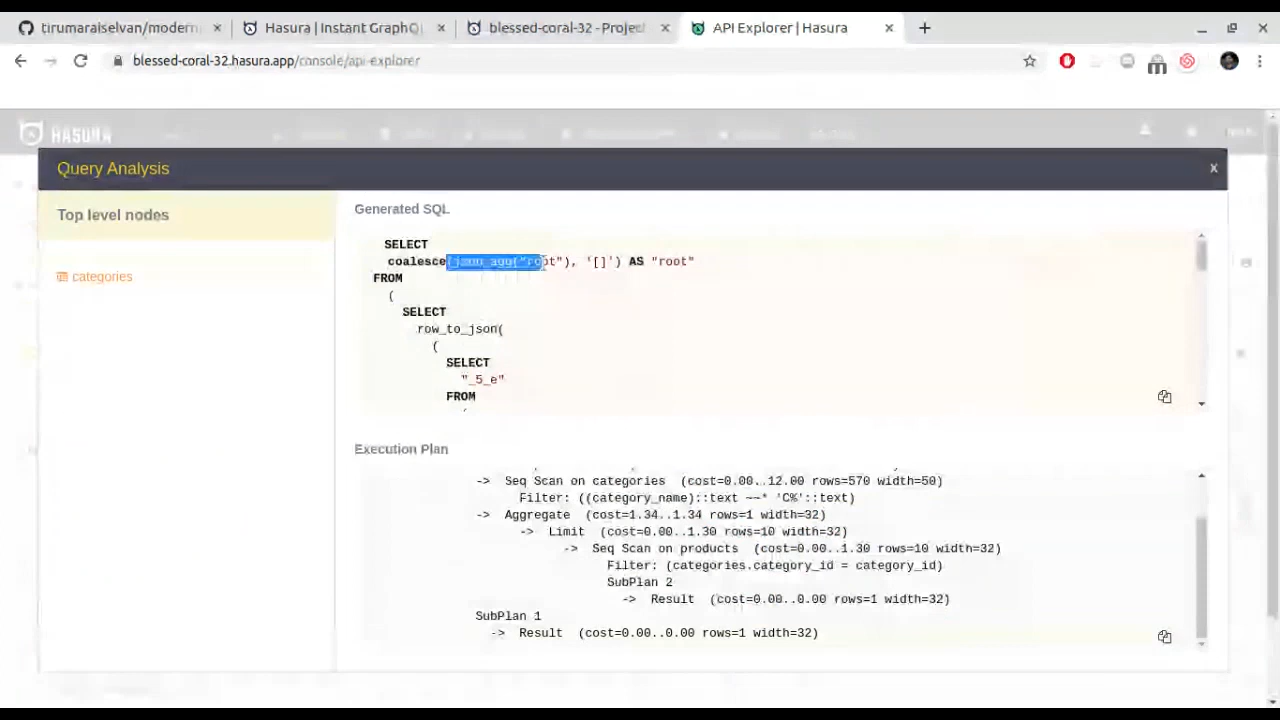 tirumaraiselvan/modern
Hasura | Instant GraphQ
blessed-coral-32 - Project
API Explorer | Hasura
blessed-coral-32.hasura.app/console/api-explorer
HASURA
Query Analysis
X
Top level nodes
categories
Generated SQL
SELECT
coalesce(json_agg("root"), '[]') AS "root"
FROM
(
SELECT
row_to_json(
(
SELECT
"_5_e"
FROM
(
Execution Plan
-> Seq Scan on categories (cost=0.00..12.00 rows=570 width=50)
Filter: ((category_name)::text ~~* 'C%'::text)
-> Aggregate (cost=1.34..1.34 rows=1 width=32)
-> Limit (cost=0.00..1.30 rows=10 width=32)
-> Seq Scan on products (cost=0.00..1.30 rows=10 width=32)
Filter: (categories.category_id = category_id)
SubPlan 2
-> Result (cost=0.00..0.00 rows=1 width=32)
SubPlan 1
-> Result (cost=0.00..0.00 rows=1 width=32)